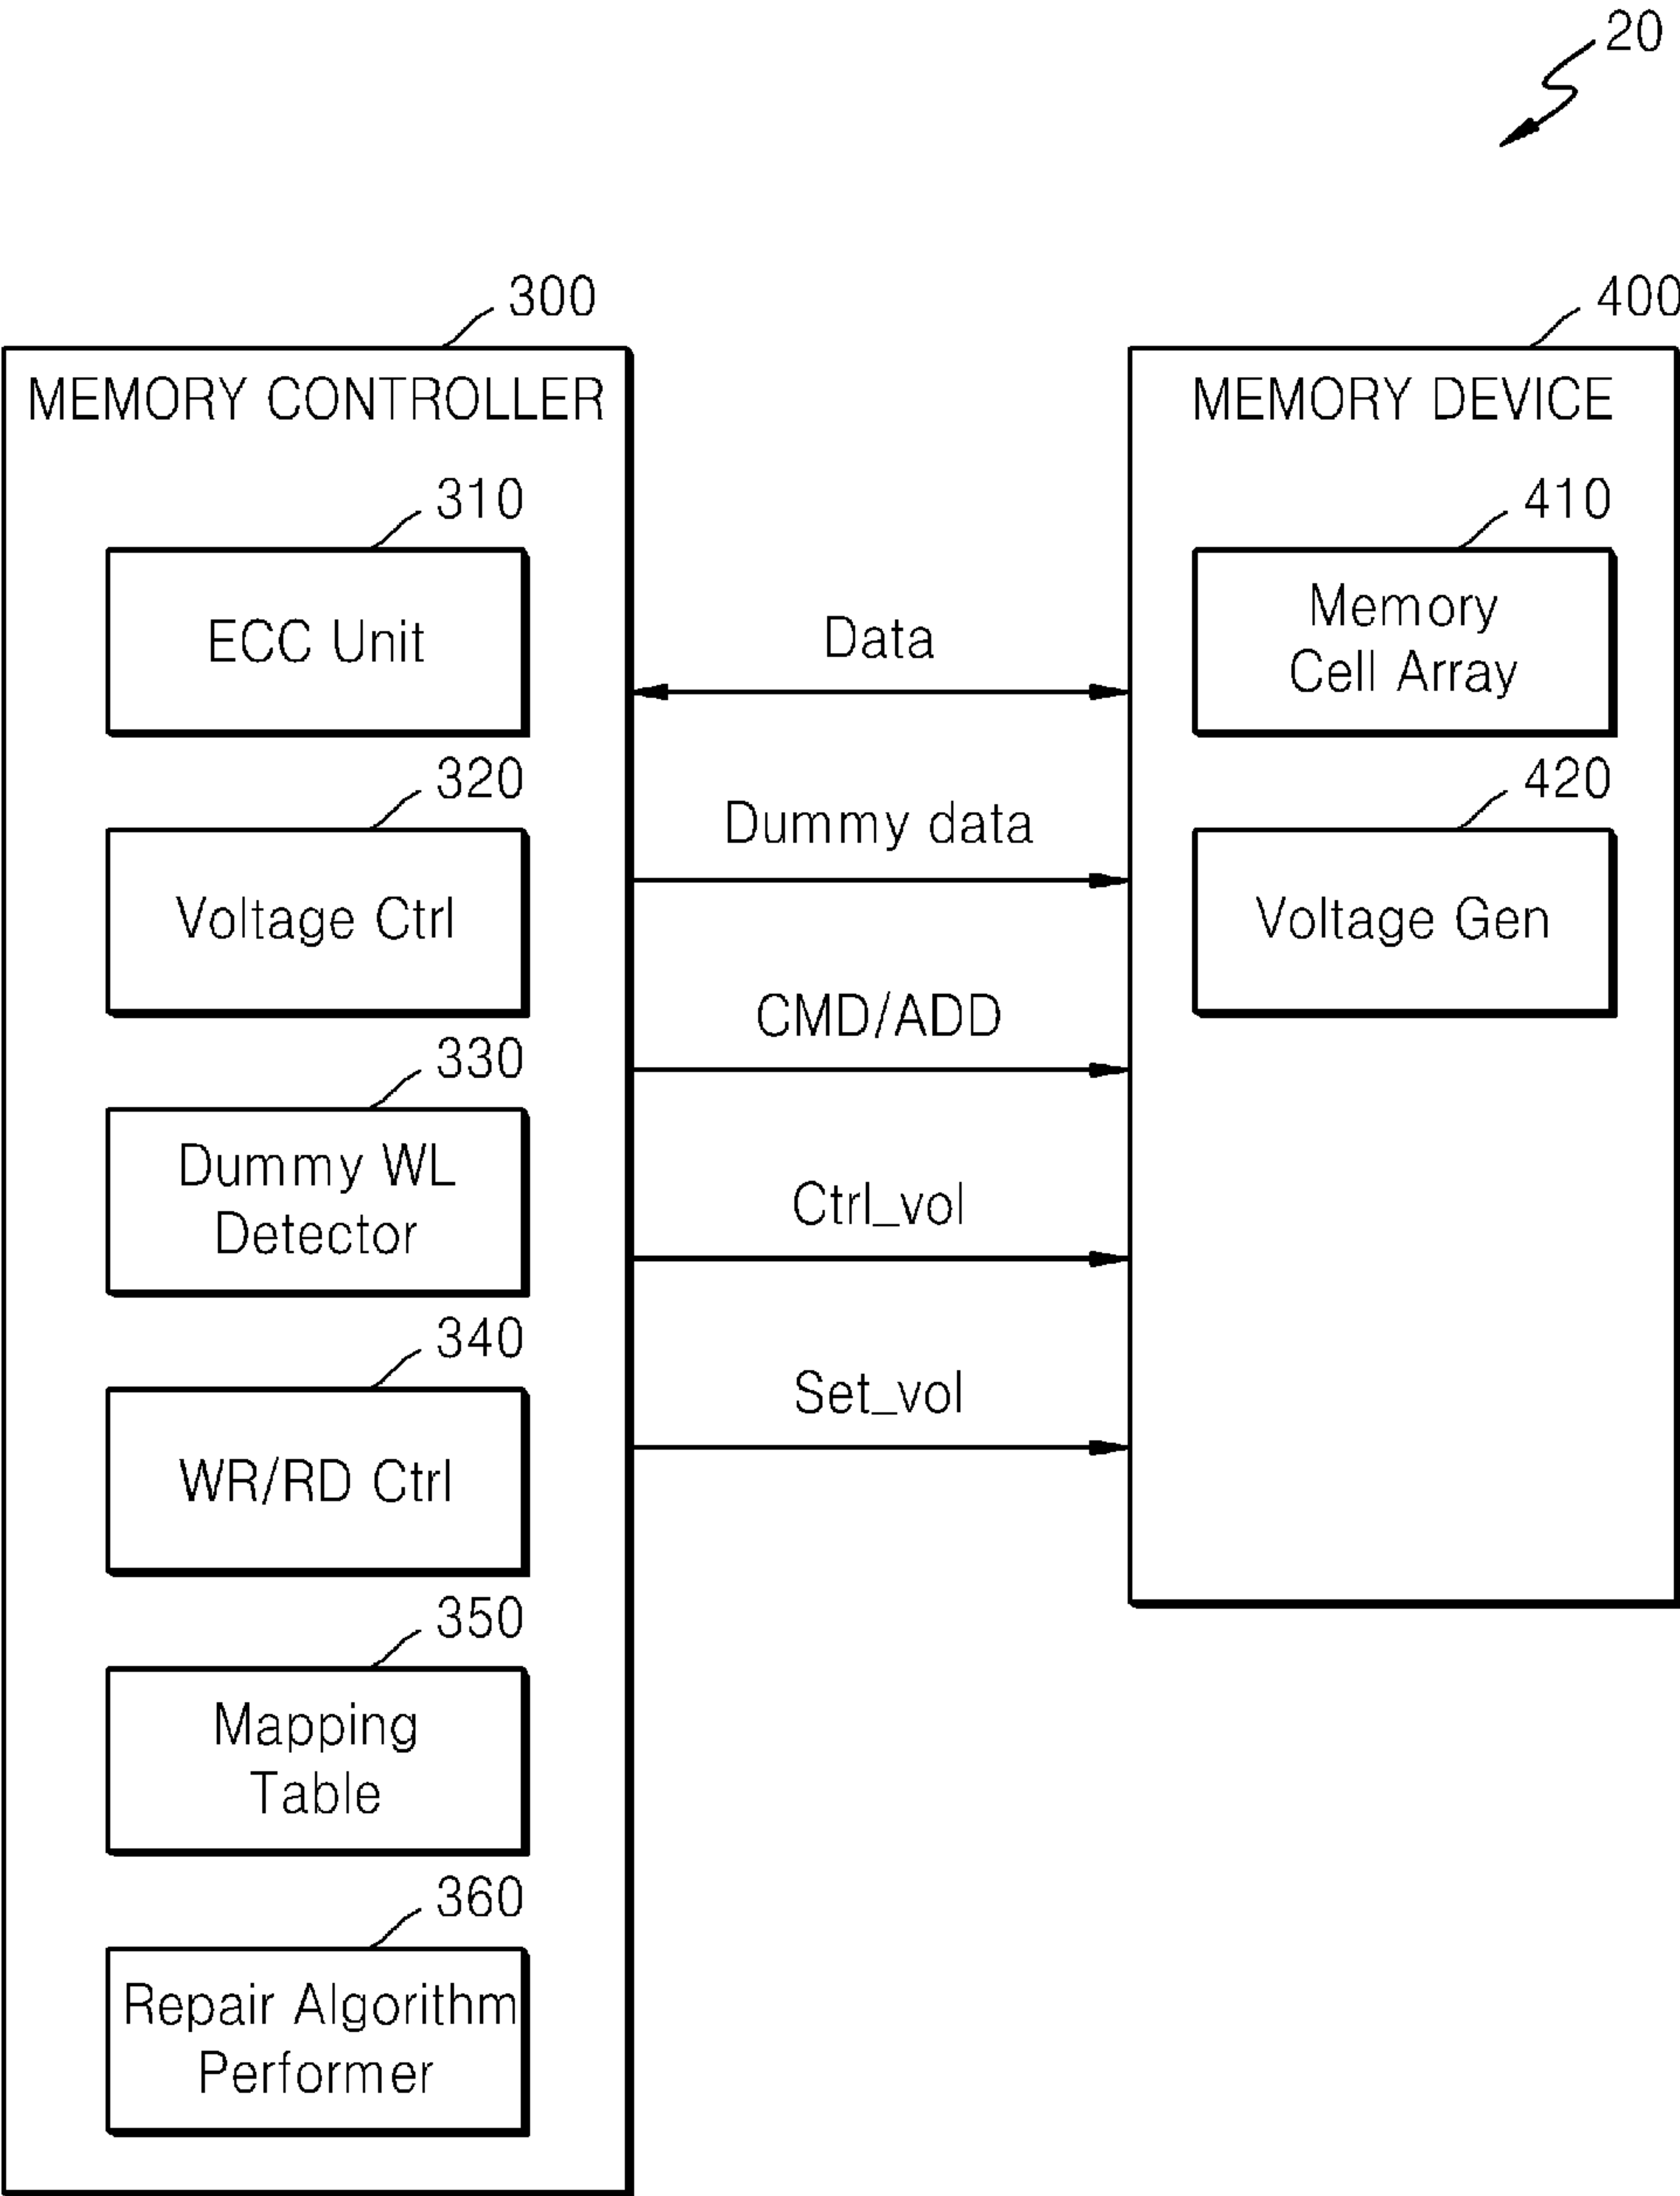 20
300
MEMORY CONTROLLER
310
ECC Unit
320
Voltage Ctrl
330
Dummy WL
Detector
340
WR/RD Ctrl
350
Mapping
Table
360
Repair Algorithm
Performer
Data
Dummy data
CMD/ADD
Ctrl_vol
Set_vol
400
MEMORY DEVICE
410
Memory
Cell Array
420
Voltage Gen